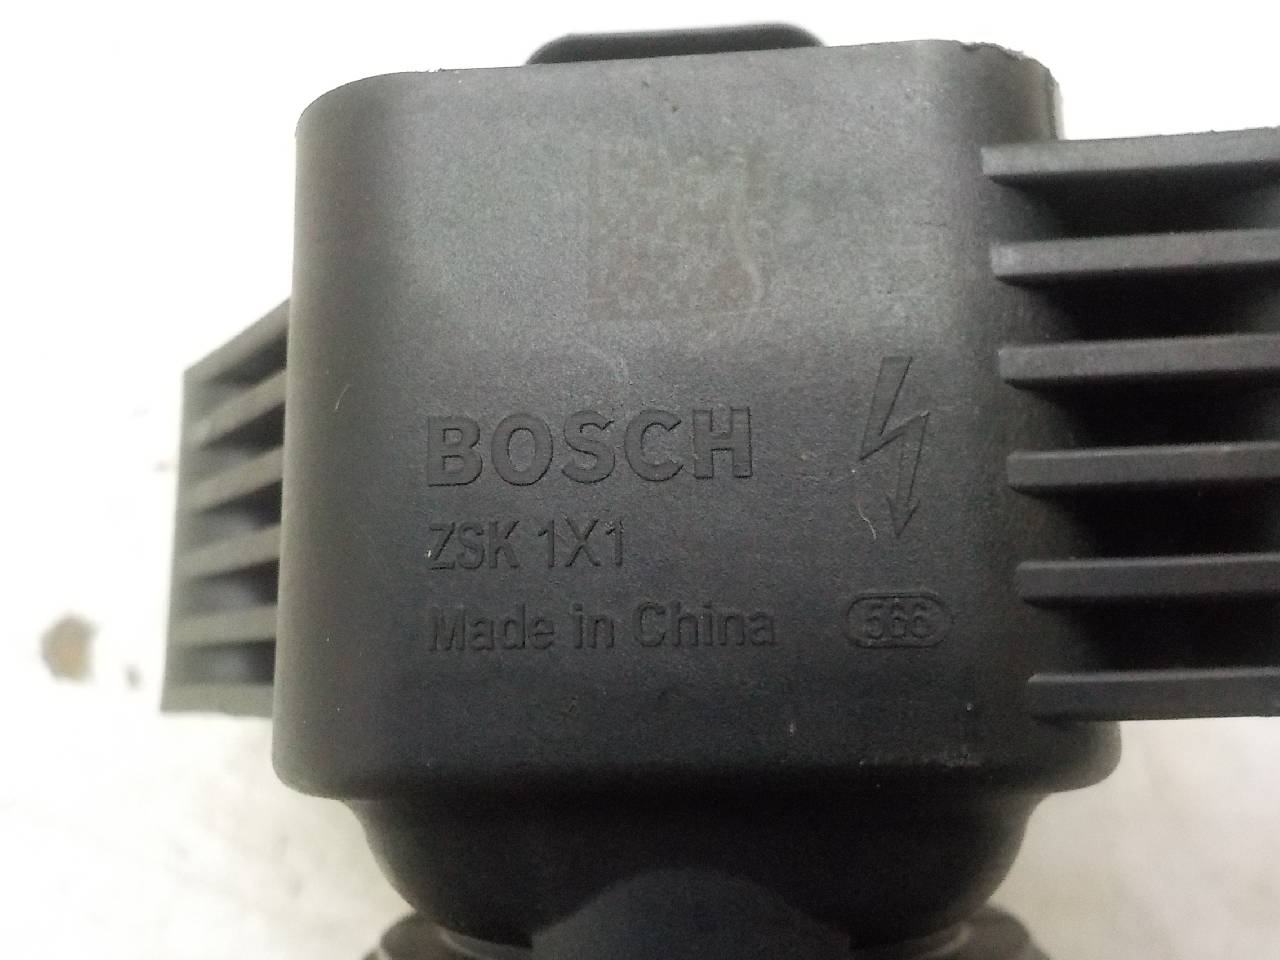 BOSCH
ZSK 1X1
Made in China 566